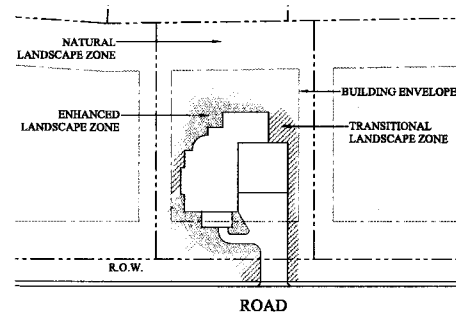 NATURAL
LANDSCAPE ZONE
BUILDING ENVELOPE
ENHANCED
LANDSCAPE ZONE
TRANSITIONAL
LANDSCAPE ZONE
R.O.W.
ROAD